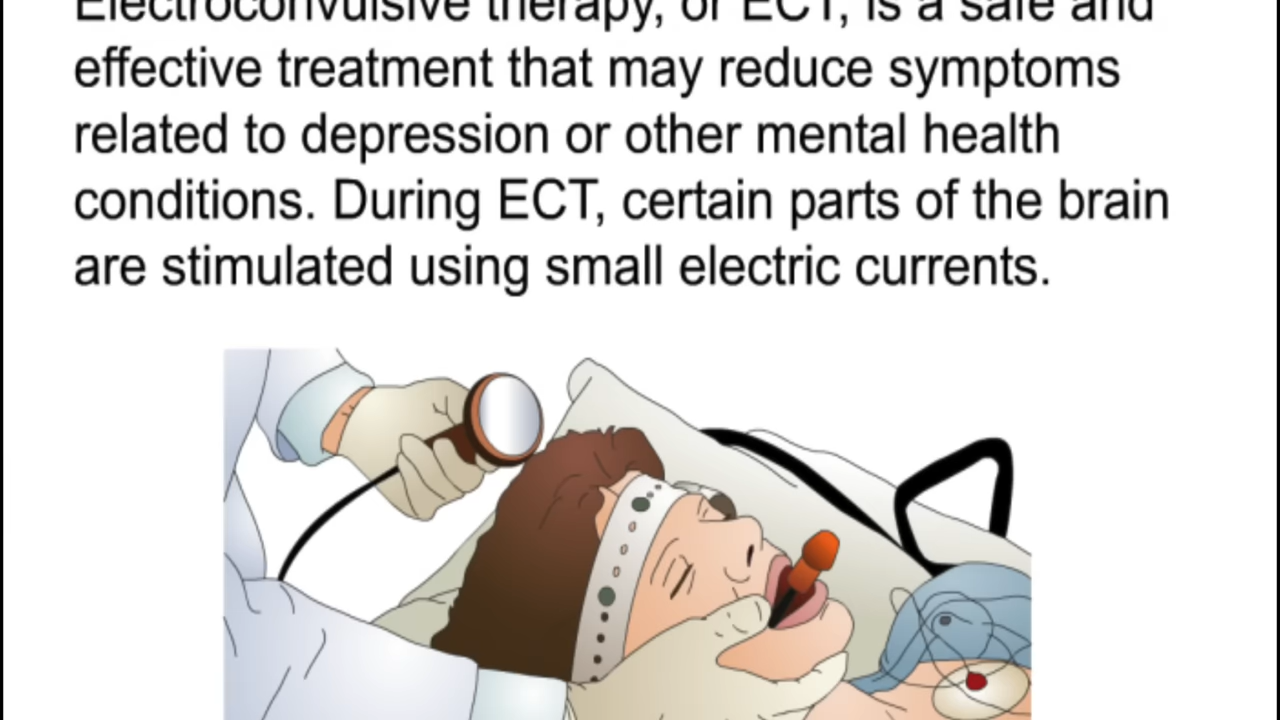 Electroconvulsive therapy, or ECT, is a safe and
effective treatment that may reduce symptoms
related to depression or other mental health
conditions. During ECT, certain parts of the brain
are stimulated using small electric currents.